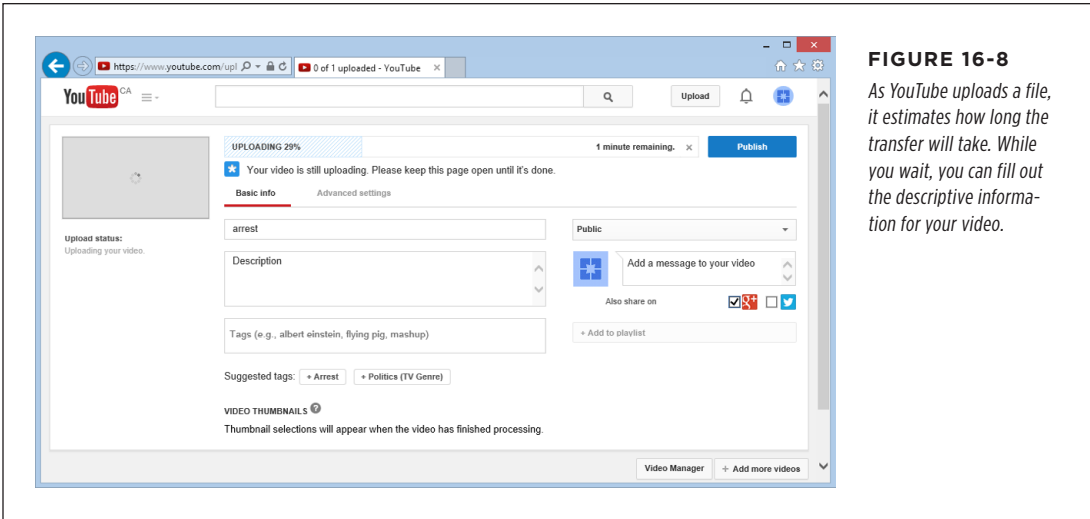 https://www.youtube.com/upl
0 of 1 uploaded - YouTube
YouTube CA
Upload
UPLOADING 29%
1 minute remaining.
Publish
Your video is still uploading. Please keep this page open until it's done.
Basic info
Advanced settings
Upload status:
Uploading your video.
arrest
Public
Description
Add a message to your video
Also share on
g+
Tags (e.g., albert einstein, flying pig, mashup)
+ Add to playlist
Suggested tags:
+ Arrest
+ Politics (TV Genre)
VIDEO THUMBNAILS ?
Thumbnail selections will appear when the video has finished processing.
Video Manager
+ Add more videos
FIGURE 16-8
As YouTube uploads a file,
it estimates how long the
transfer will take. While
you wait, you can fill out
the descriptive informa-
tion for your video.